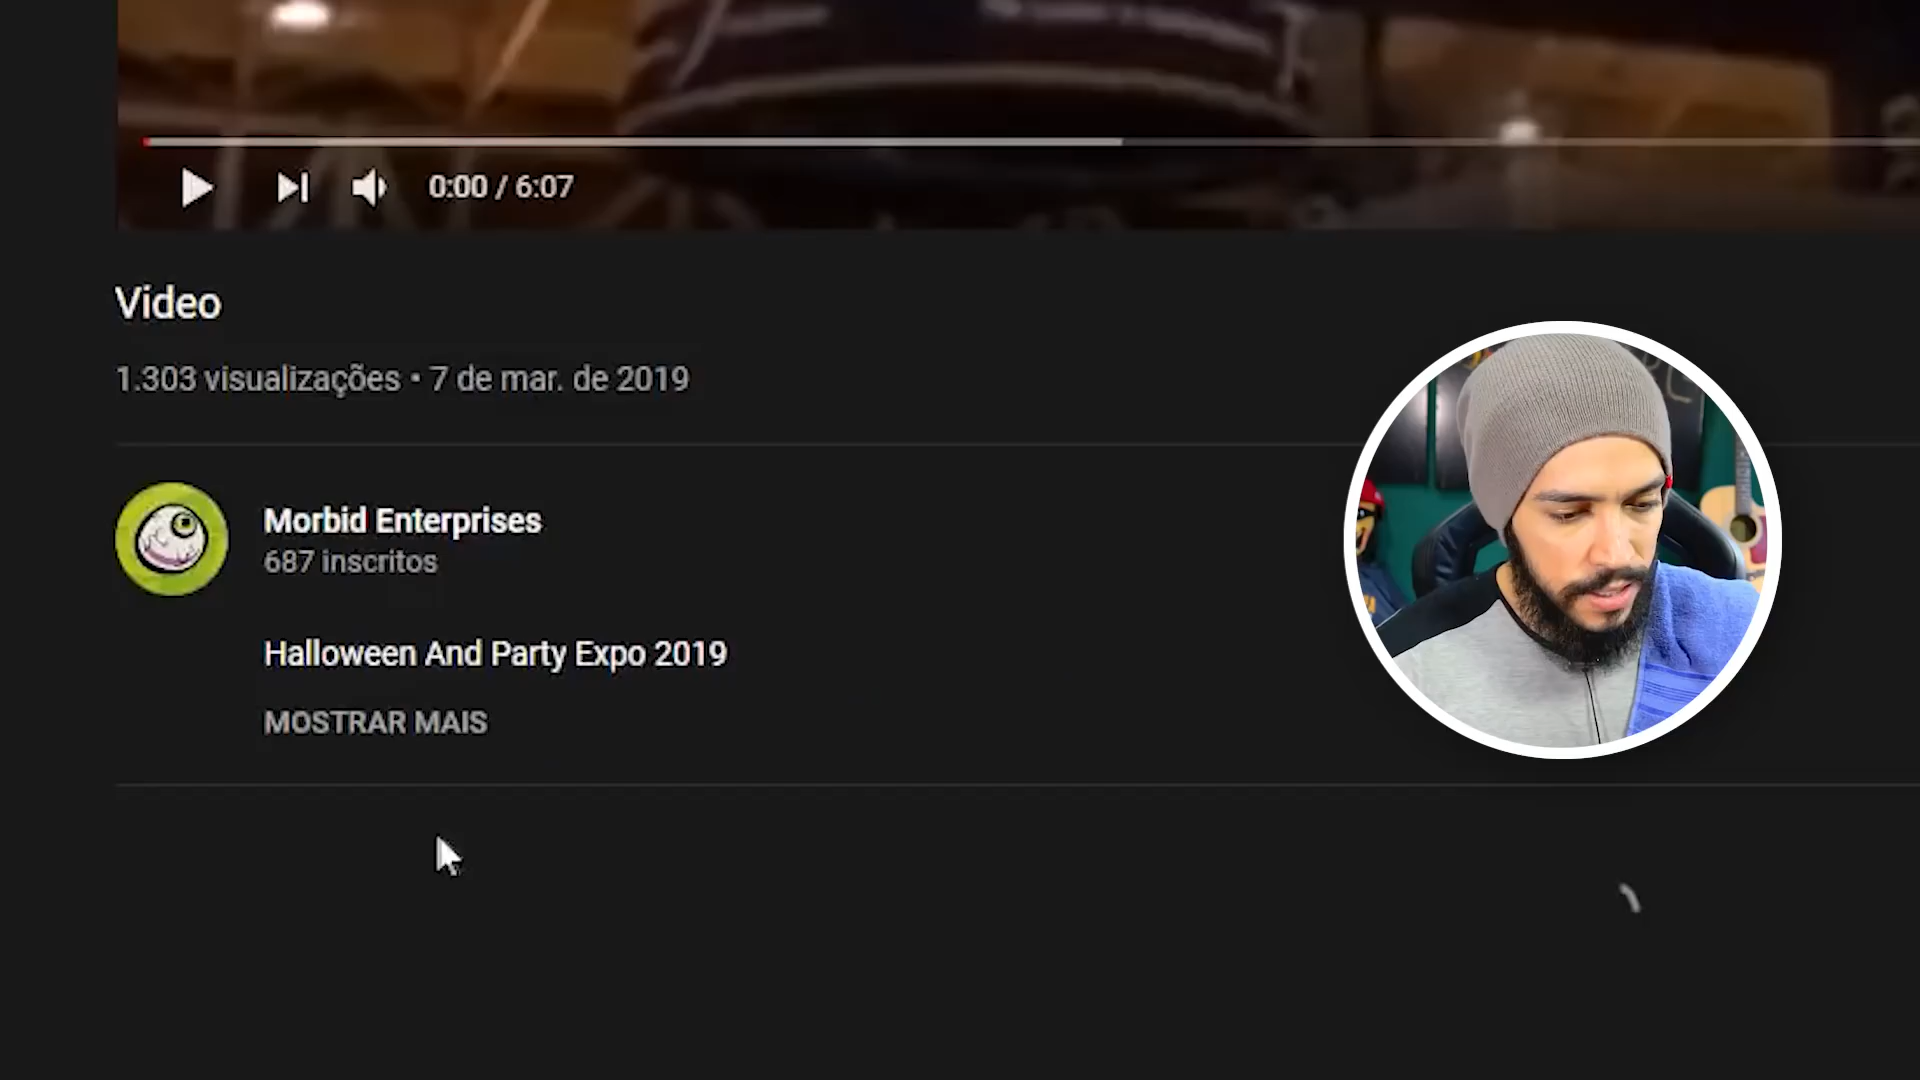 0:00 / 6:07
Video
1.303 visualizações • 7 de mar. de 2019
Morbid Enterprises
687 inscritos
Halloween And Party Expo 2019
MOSTRAR MAIS